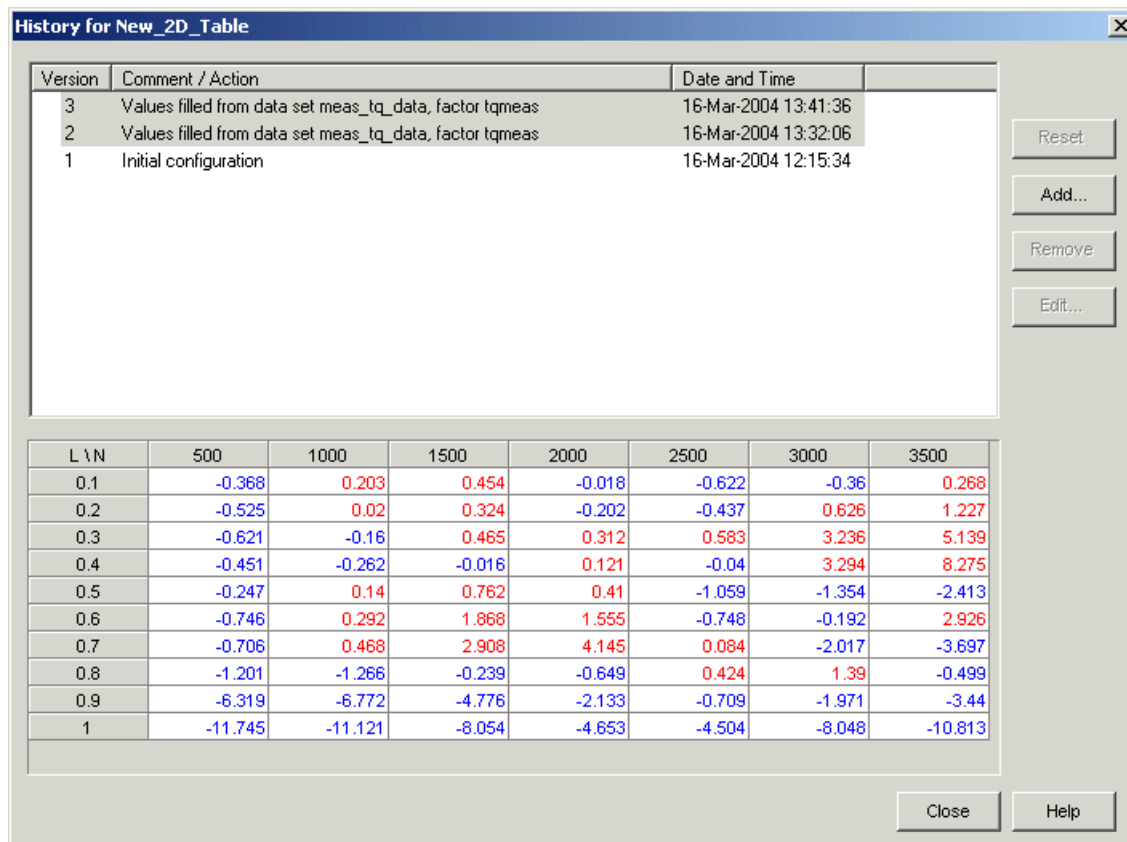 History for New_2D_Table
Version Comment / Action Date and Time
3 Values filled from data set meas_tq_data, factor tqmeas 16-Mar-2004 13:41:36
2 Values filled from data set meas_tq_data, factor tqmeas 16-Mar-2004 13:32:06
1 Initial configuration 16-Mar-2004 12:15:34
Reset
Add...
Remove
Edit...
L \ N 500 1000 1500 2000 2500 3000 3500
0.1 -0.368 0.203 0.454 -0.018 -0.622 -0.36 0.268
0.2 -0.525 0.02 0.324 -0.202 -0.437 0.626 1.227
0.3 -0.621 -0.16 0.465 0.312 0.583 3.236 5.139
0.4 -0.451 -0.262 -0.016 0.121 -0.04 3.294 8.275
0.5 -0.247 0.14 0.762 0.41 -1.059 -1.354 -2.413
0.6 -0.746 0.292 1.868 1.555 -0.748 -0.192 2.926
0.7 -0.706 0.468 2.908 4.145 0.084 -2.017 -3.697
0.8 -1.201 -1.266 -0.239 -0.649 0.424 1.39 -0.499
0.9 -6.319 -6.772 -4.776 -2.133 -0.709 -1.971 -3.44
1 -11.745 -11.121 -8.054 -4.653 -4.504 -8.048 -10.813
Close Help